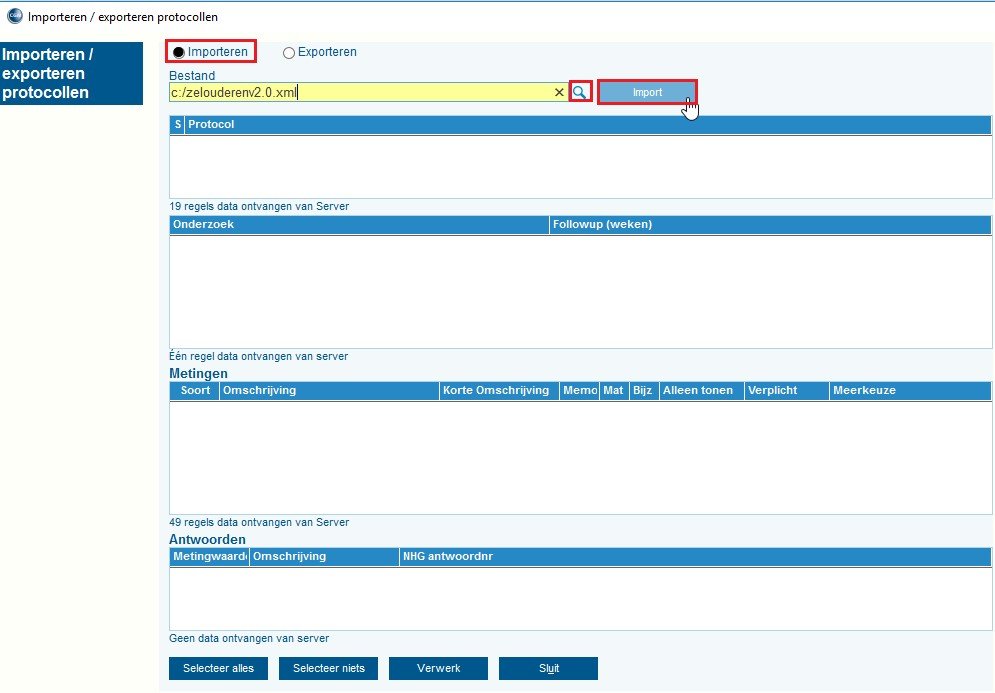 CGM Importeren / exporteren protocollen
Importeren /
exporteren
protocollen
Importeren Exporteren
Bestand
c:/zelouderenv2.0.xml Import
S Protocol
19 regels data ontvangen van Server
Onderzoek Followup (weken)
Één regel data ontvangen van server
Metingen
Soort Omschrijving Korte Omschrijving Memo Mat Bijz Alleen tonen Verplicht Meerkeuze
49 regels data ontvangen van Server
Antwoorden
Metingwaard Omschrijving NHG antwoordnr
Geen data ontvangen van server
Selecteer alles Selecteer niets Verwerk Sluit